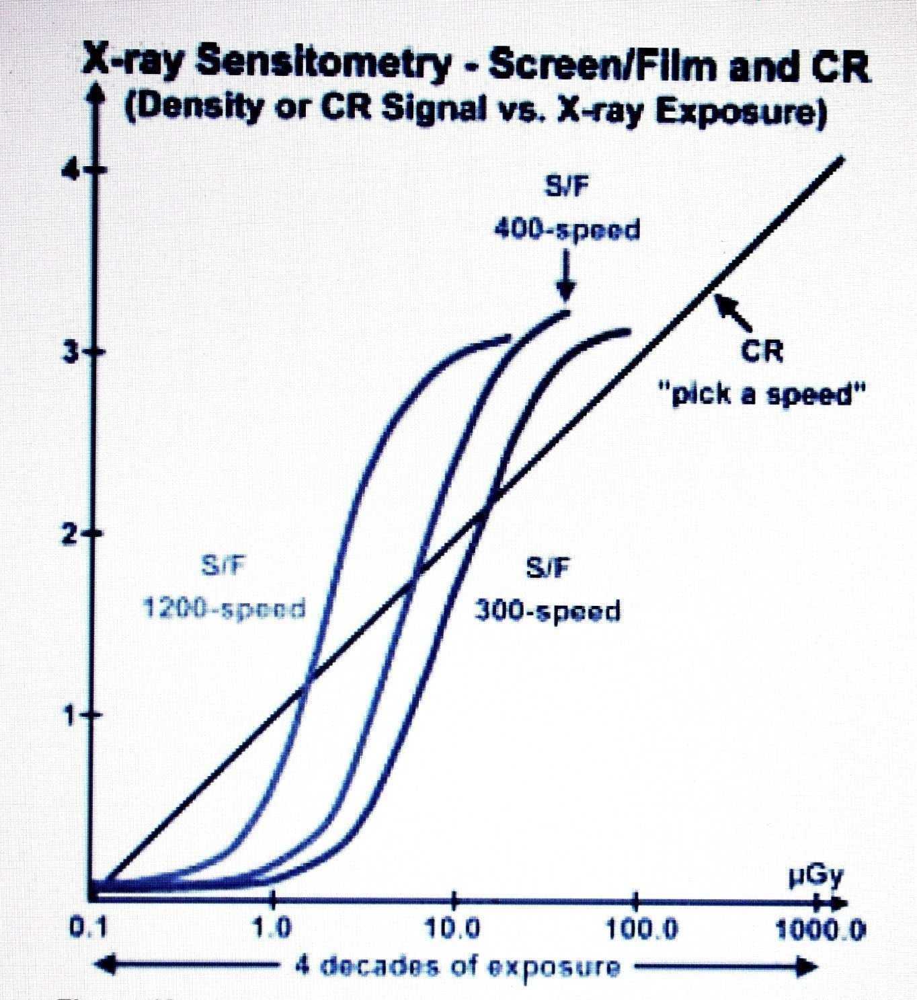 X-ray Sensitometry - Screen/Film and CR
(Density or CR Signal vs. X-ray Exposure)
4
S/F
400-speed
3
CR
"pick a speed"
2
S/F
1200-speed
S/F
300-speed
1
µGy
0.1 1.0 10.0 100.0 1000.0
4 decades of exposure